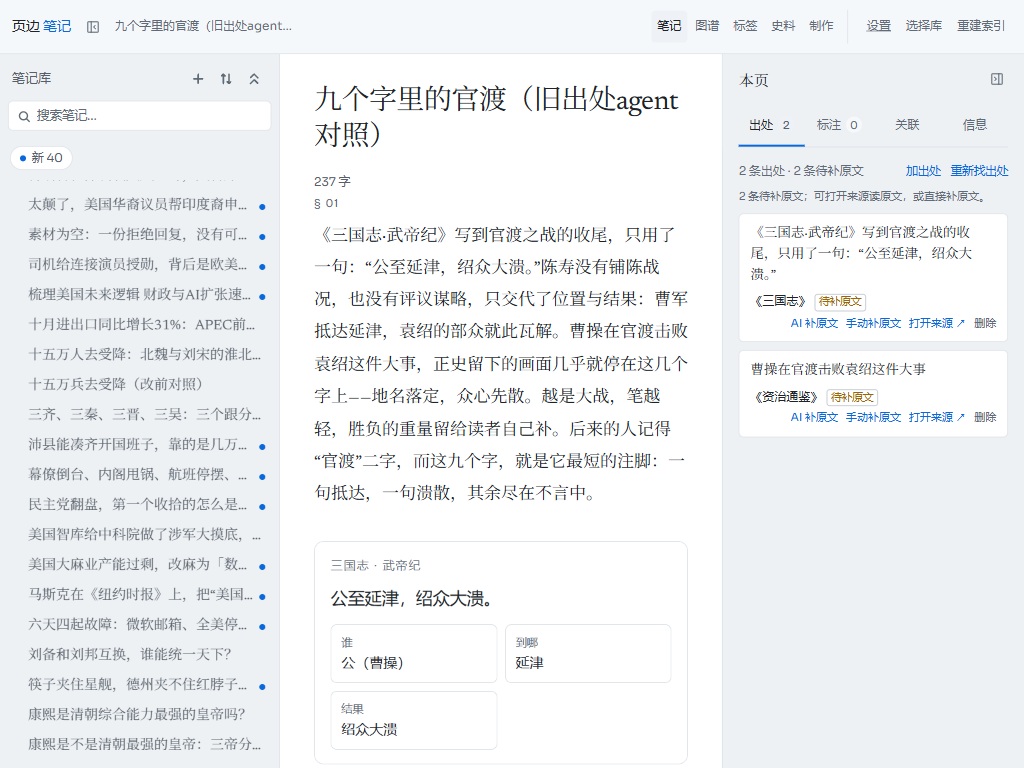 页边 笔记
九个字里的官渡（旧出处agent...
笔记 图谱 标签 史料 制作 设置 选择库 重建索引
笔记库
搜索笔记...
新 40
太颠了，美国华裔议员帮印度裔申...
素材为空：一份拒绝回复，没有可...
司机给连接演员授勋，背后是欧美...
梳理美国未来逻辑 财政与AI扩张速...
十月进出口同比增长31%：APEC前...
十五万人去受降：北魏与刘宋的淮北...
十五万兵去受降（改前对照）
三齐、三秦、三晋、三吴：三个跟分...
沛县能凑齐开国班子，靠的是几万...
幕僚倒台、内阁甩锅、航班停摆、...
民主党翻盘，第一个收拾的怎么是...
美国智库给中科院做了涉军大摸底，...
美国大麻业产能过剩，改麻为「数...
马斯克在《纽约时报》上，把“美国...
六天四起故障：微软邮箱、全美停...
刘备和刘邦互换，谁能统一天下？
筷子夹住星舰，德州夹不住红脖子...
康熙是清朝综合能力最强的皇帝吗？
康熙是不是清朝最强的皇帝：三帝分...
九个字里的官渡（旧出处agent
对照）
237 字
§ 01
《三国志·武帝纪》写到官渡之战的收尾，只用了
一句：“公至延津，绍众大溃。”陈寿没有铺陈战
况，也没有评议谋略，只交代了位置与结果：曹军
抵达延津，袁绍的部众就此瓦解。曹操在官渡击败
袁绍这件大事，正史留下的画面几乎就停在这几个
字上——地名落定，众心先散。越是大战，笔越
轻，胜负的重量留给读者自己补。后来的人记得
“官渡”二字，而这九个字，就是它最短的注脚：一
句抵达，一句溃散，其余尽在不言中。
三国志 · 武帝纪
公至延津，绍众大溃。
谁
公（曹操）
到哪
延津
结果
绍众大溃
本页
出处 2 标注 0 关联 信息
2 条出处 · 2 条待补原文 加出处 重新找出处
2 条待补原文；可打开来源读原文，或直接补原文。
《三国志·武帝纪》写到官渡之战的收
尾，只用了一句：“公至延津，绍众大
溃。”
《三国志》 待补原文
AI 补原文 手动补原文 打开来源 ↗ 删除
曹操在官渡击败袁绍这件大事
《资治通鉴》 待补原文
AI 补原文 手动补原文 打开来源 ↗ 删除